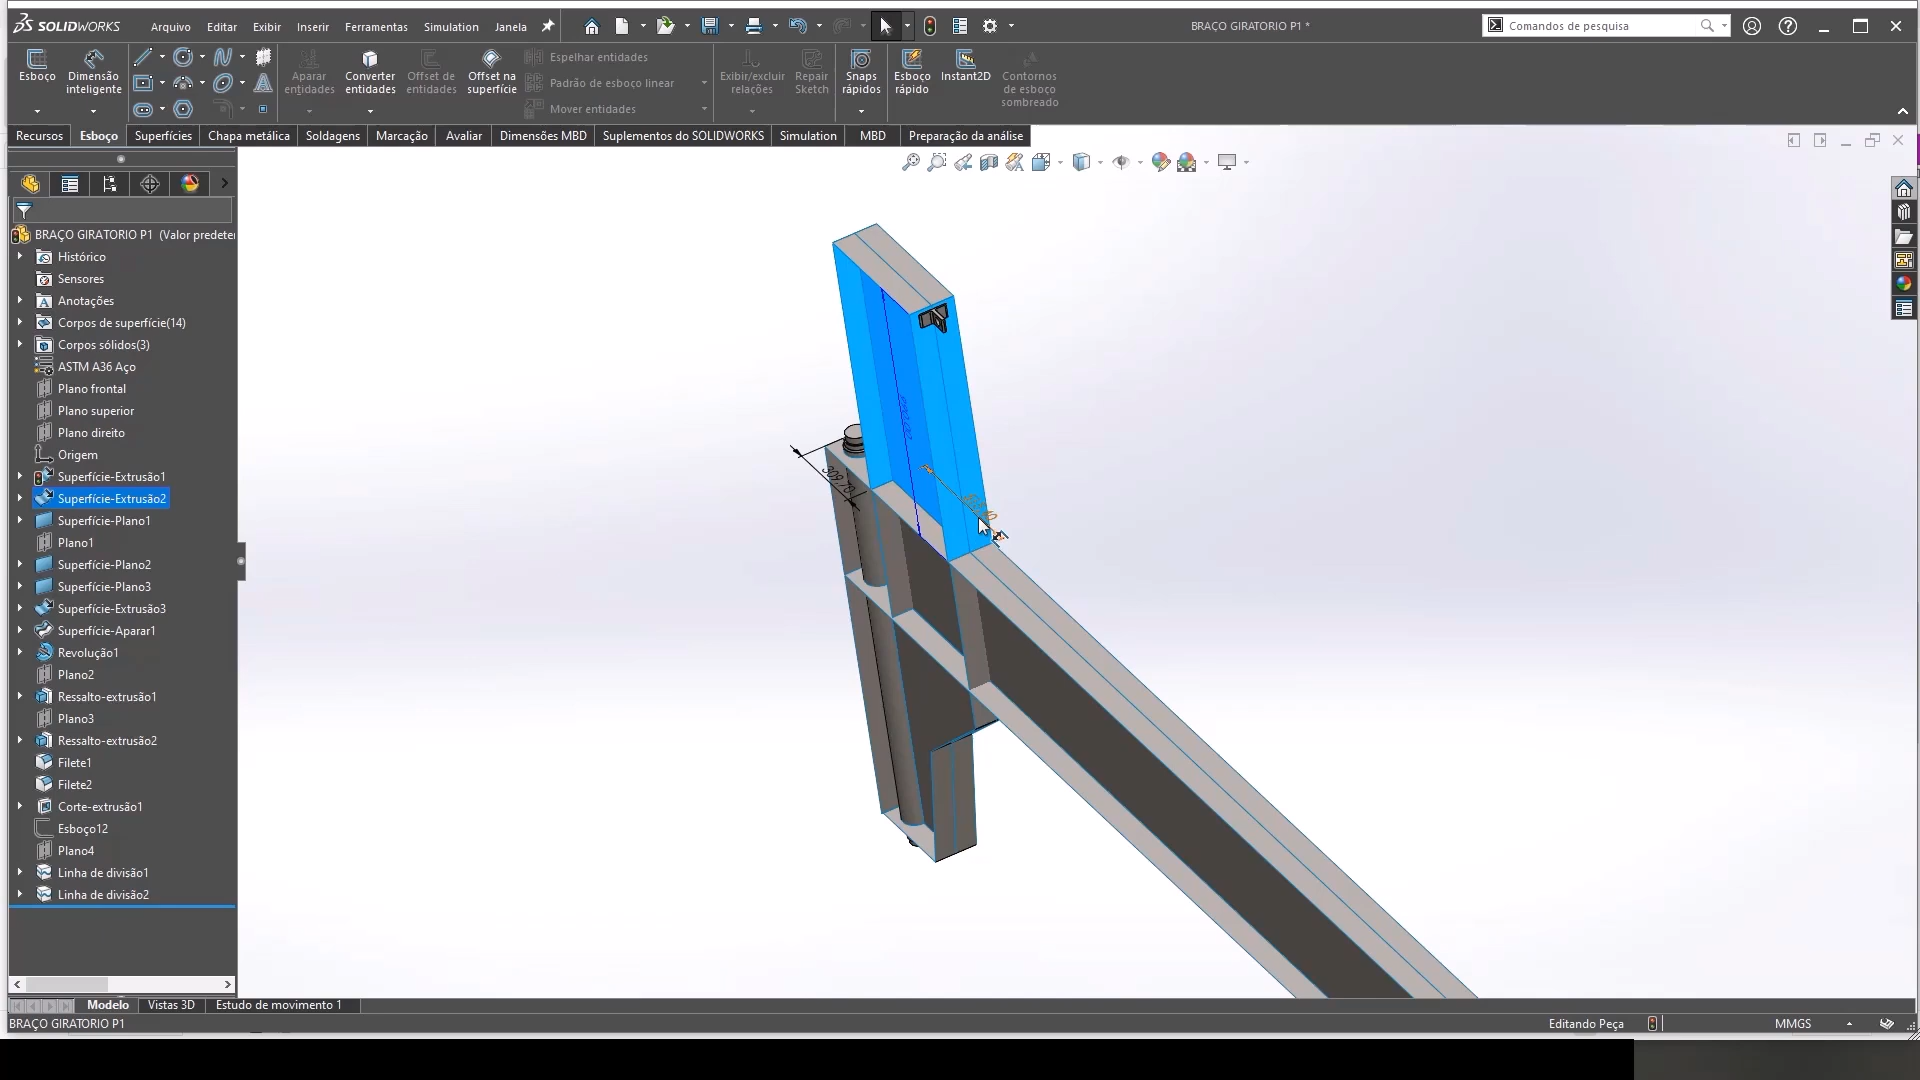 SOLIDWORKS
Arquivo Editar Exibir Inserir Ferramentas Simulation Janela
BRAÇO GIRATORIO P1 *
Comandos de pesquisa
Esboço
Dimensão inteligente
Aparar entidades
Converter entidades
Offset de entidades
Offset na superfície
Espelhar entidades
Padrão de esboço linear
Mover entidades
Exibir/excluir relações
Repair Sketch
Snaps rápidos
Esboço rápido
Instant2D
Contornos de esboço sombreado
Recursos Esboço Superfícies Chapa metálica Soldagens Marcação Avaliar Dimensões MBD Suplementos do SOLIDWORKS Simulation MBD Preparação da análise
BRAÇO GIRATORIO P1 (Valor predeter
Histórico
Sensores
Anotações
Corpos de superfície(14)
Corpos sólidos(3)
ASTM A36 Aço
Plano frontal
Plano superior
Plano direito
Origem
Superfície-Extrusão1
Superfície-Extrusão2
Superfície-Plano1
Plano1
Superfície-Plano2
Superfície-Plano3
Superfície-Extrusão3
Superfície-Aparar1
Revolução1
Plano2
Ressalto-extrusão1
Plano3
Ressalto-extrusão2
Filete1
Filete2
Corte-extrusão1
Esboço12
Plano4
Linha de divisão1
Linha de divisão2
309,70
Modelo Vistas 3D Estudo de movimento 1
BRAÇO GIRATORIO P1
Editando Peça
MMGS